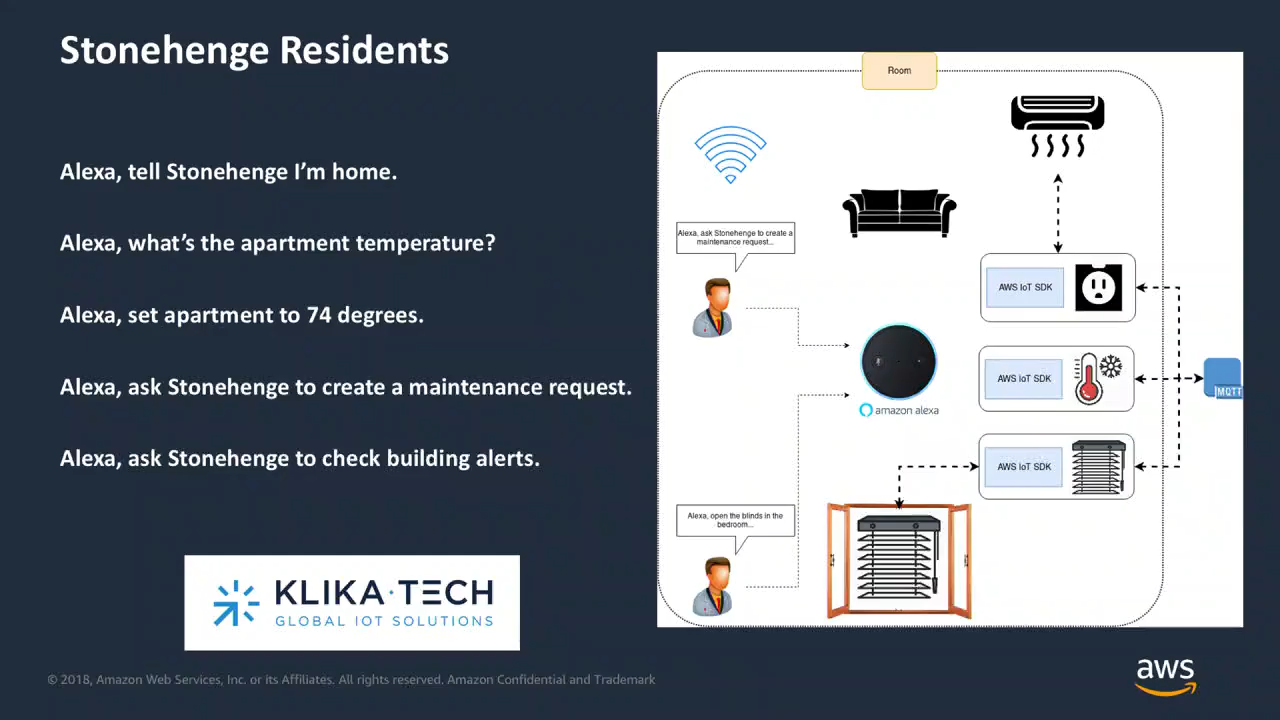 Stonehenge Residents
Alexa, tell Stonehenge I'm home.
Alexa, what's the apartment temperature?
Alexa, set apartment to 74 degrees.
Alexa, ask Stonehenge to create a maintenance request.
Alexa, ask Stonehenge to check building alerts.
KLIKA·TECH
GLOBAL IOT SOLUTIONS
Room
Alexa, ask Stonehenge to create a
maintenance request...
AWS IoT SDK
AWS IoT SDK
MQTT
amazon alexa
AWS IoT SDK
Alexa, open the blinds in the
bedroom...
© 2018, Amazon Web Services, Inc. or its Affiliates. All rights reserved. Amazon Confidential and Trademark
aws